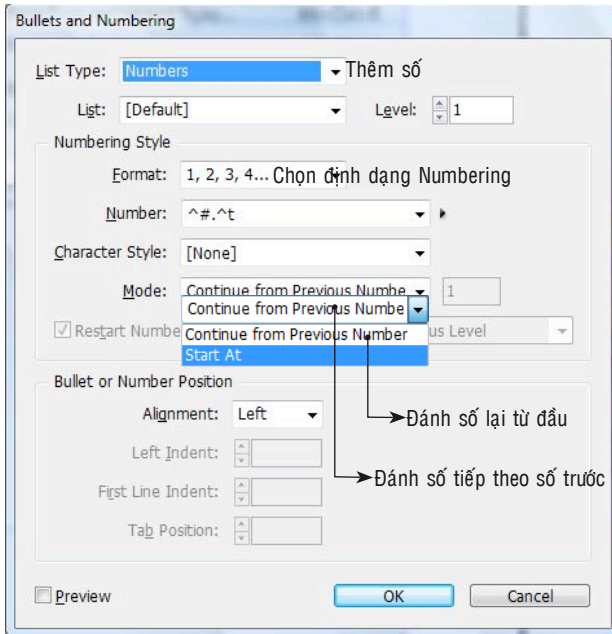 Bullets and Numbering
List Type: Numbers Thêm số
List: [Default] Level: 1
Numbering Style
Format: 1, 2, 3, 4... Chọn định dạng Numbering
Number: ^#.^t
Character Style: [None]
Mode: Continue from Previous Numbe 1
Continue from Previous Numbe
Restart Numbe Continue from Previous Number us Level
Start At
Bullet or Number Position
Alignment: Left Đánh số lại từ đầu
Left Indent:
First Line Indent: Đánh số tiếp theo số trước
Tab Position:
Preview OK Cancel